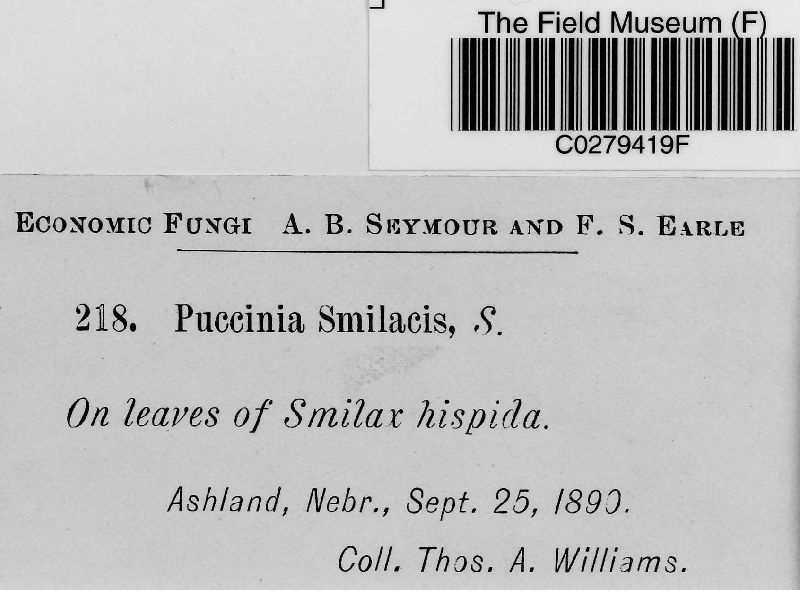 The Field Museum (F)
C0279419F
Economic Fungi A. B. Seymour and F. S. Earle
218. Puccinia Smilacis, S.
On leaves of Smilax hispida.
Ashland, Nebr., Sept. 25, 1890.
Coll. Thos. A. Williams.